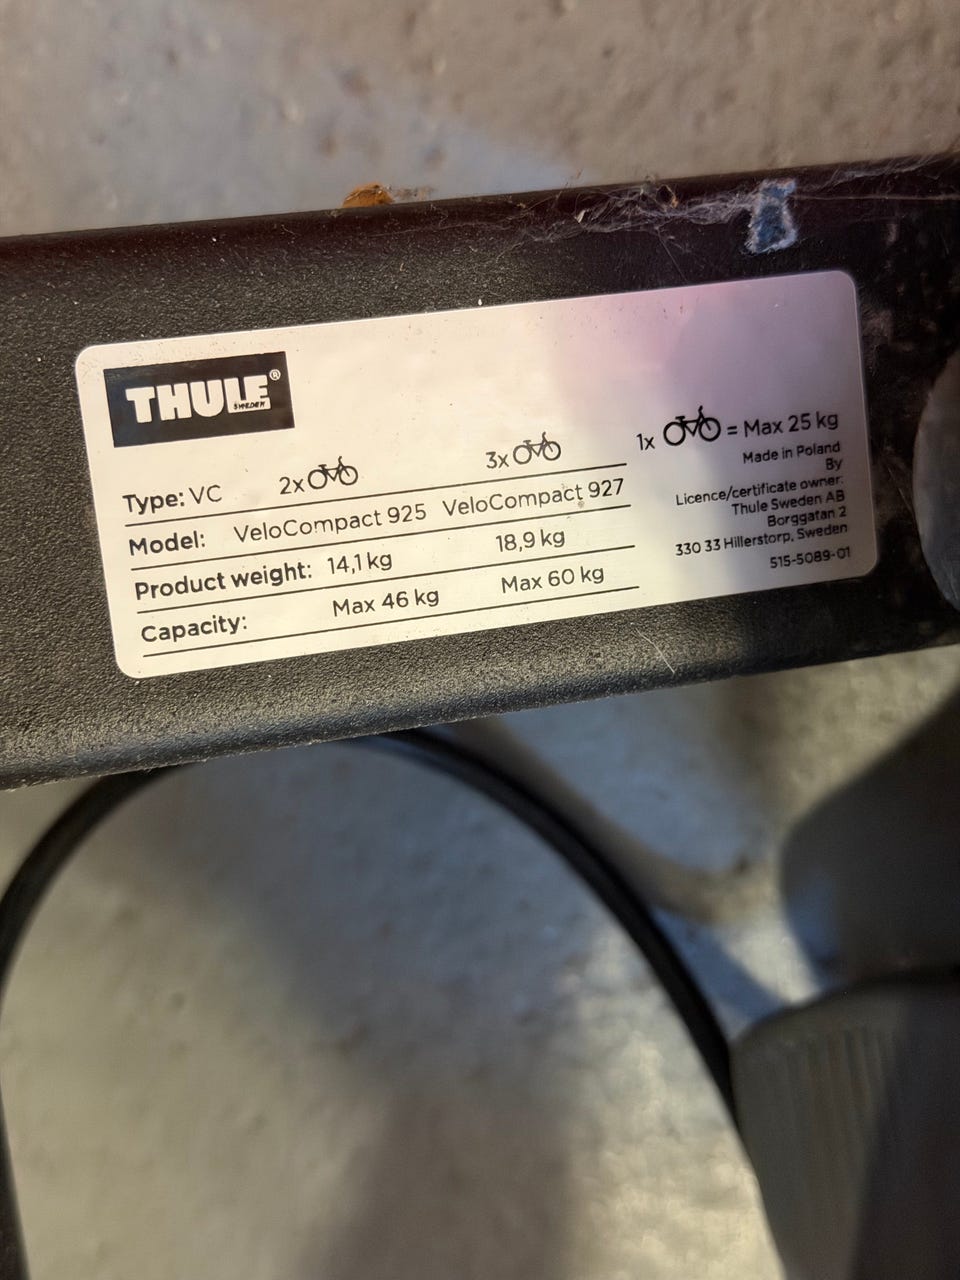 THULE®
SWEDEN
Type: VC 2x 3x 1x = Max 25 kg
Model: VeloCompact 925 VeloCompact 927
Product weight: 14,1 kg 18,9 kg
Capacity: Max 46 kg Max 60 kg
Made in Poland
By
Licence/certificate owner:
Thule Sweden AB
Borggatan 2
330 33 Hillerstorp, Sweden
515-5089-01